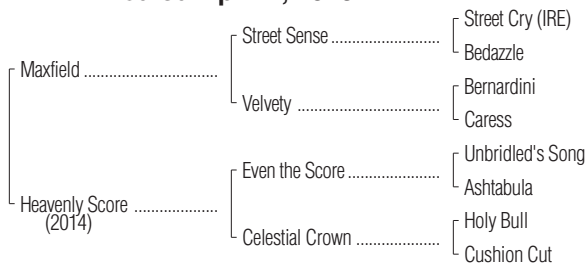 Street Cry (IRE)
Street Sense
Bedazzle
Maxfield
Bernardini
Velvety
Caress
Unbridled's Song
Even the Score
Ashtabula
Heavenly Score
(2014)
Holy Bull
Celestial Crown
Cushion Cut